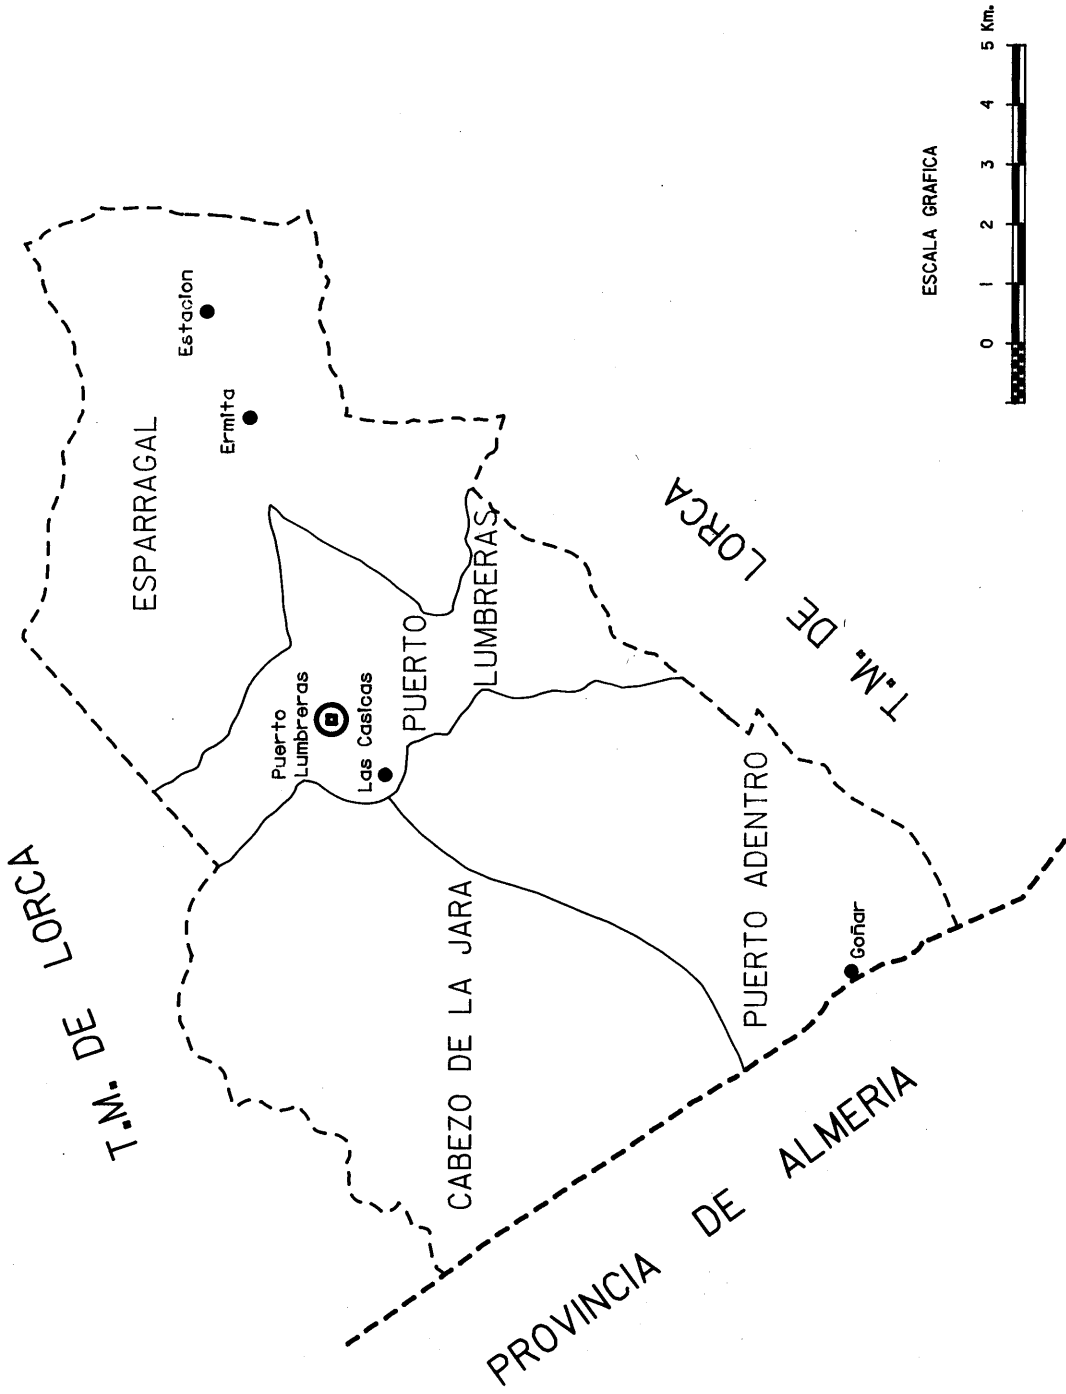 T.M. DE LORCA
ESPARRAGAL
Estacion
Ermita
Puerto
Lumbreras
Las Casicas
PUERTO
LUMBRERAS
CABEZO DE LA JARA
PUERTO ADENTRO
Goñar
T.M. DE LORCA
PROVINCIA DE ALMERIA
ESCALA GRAFICA
0 1 2 3 4 5 Km.